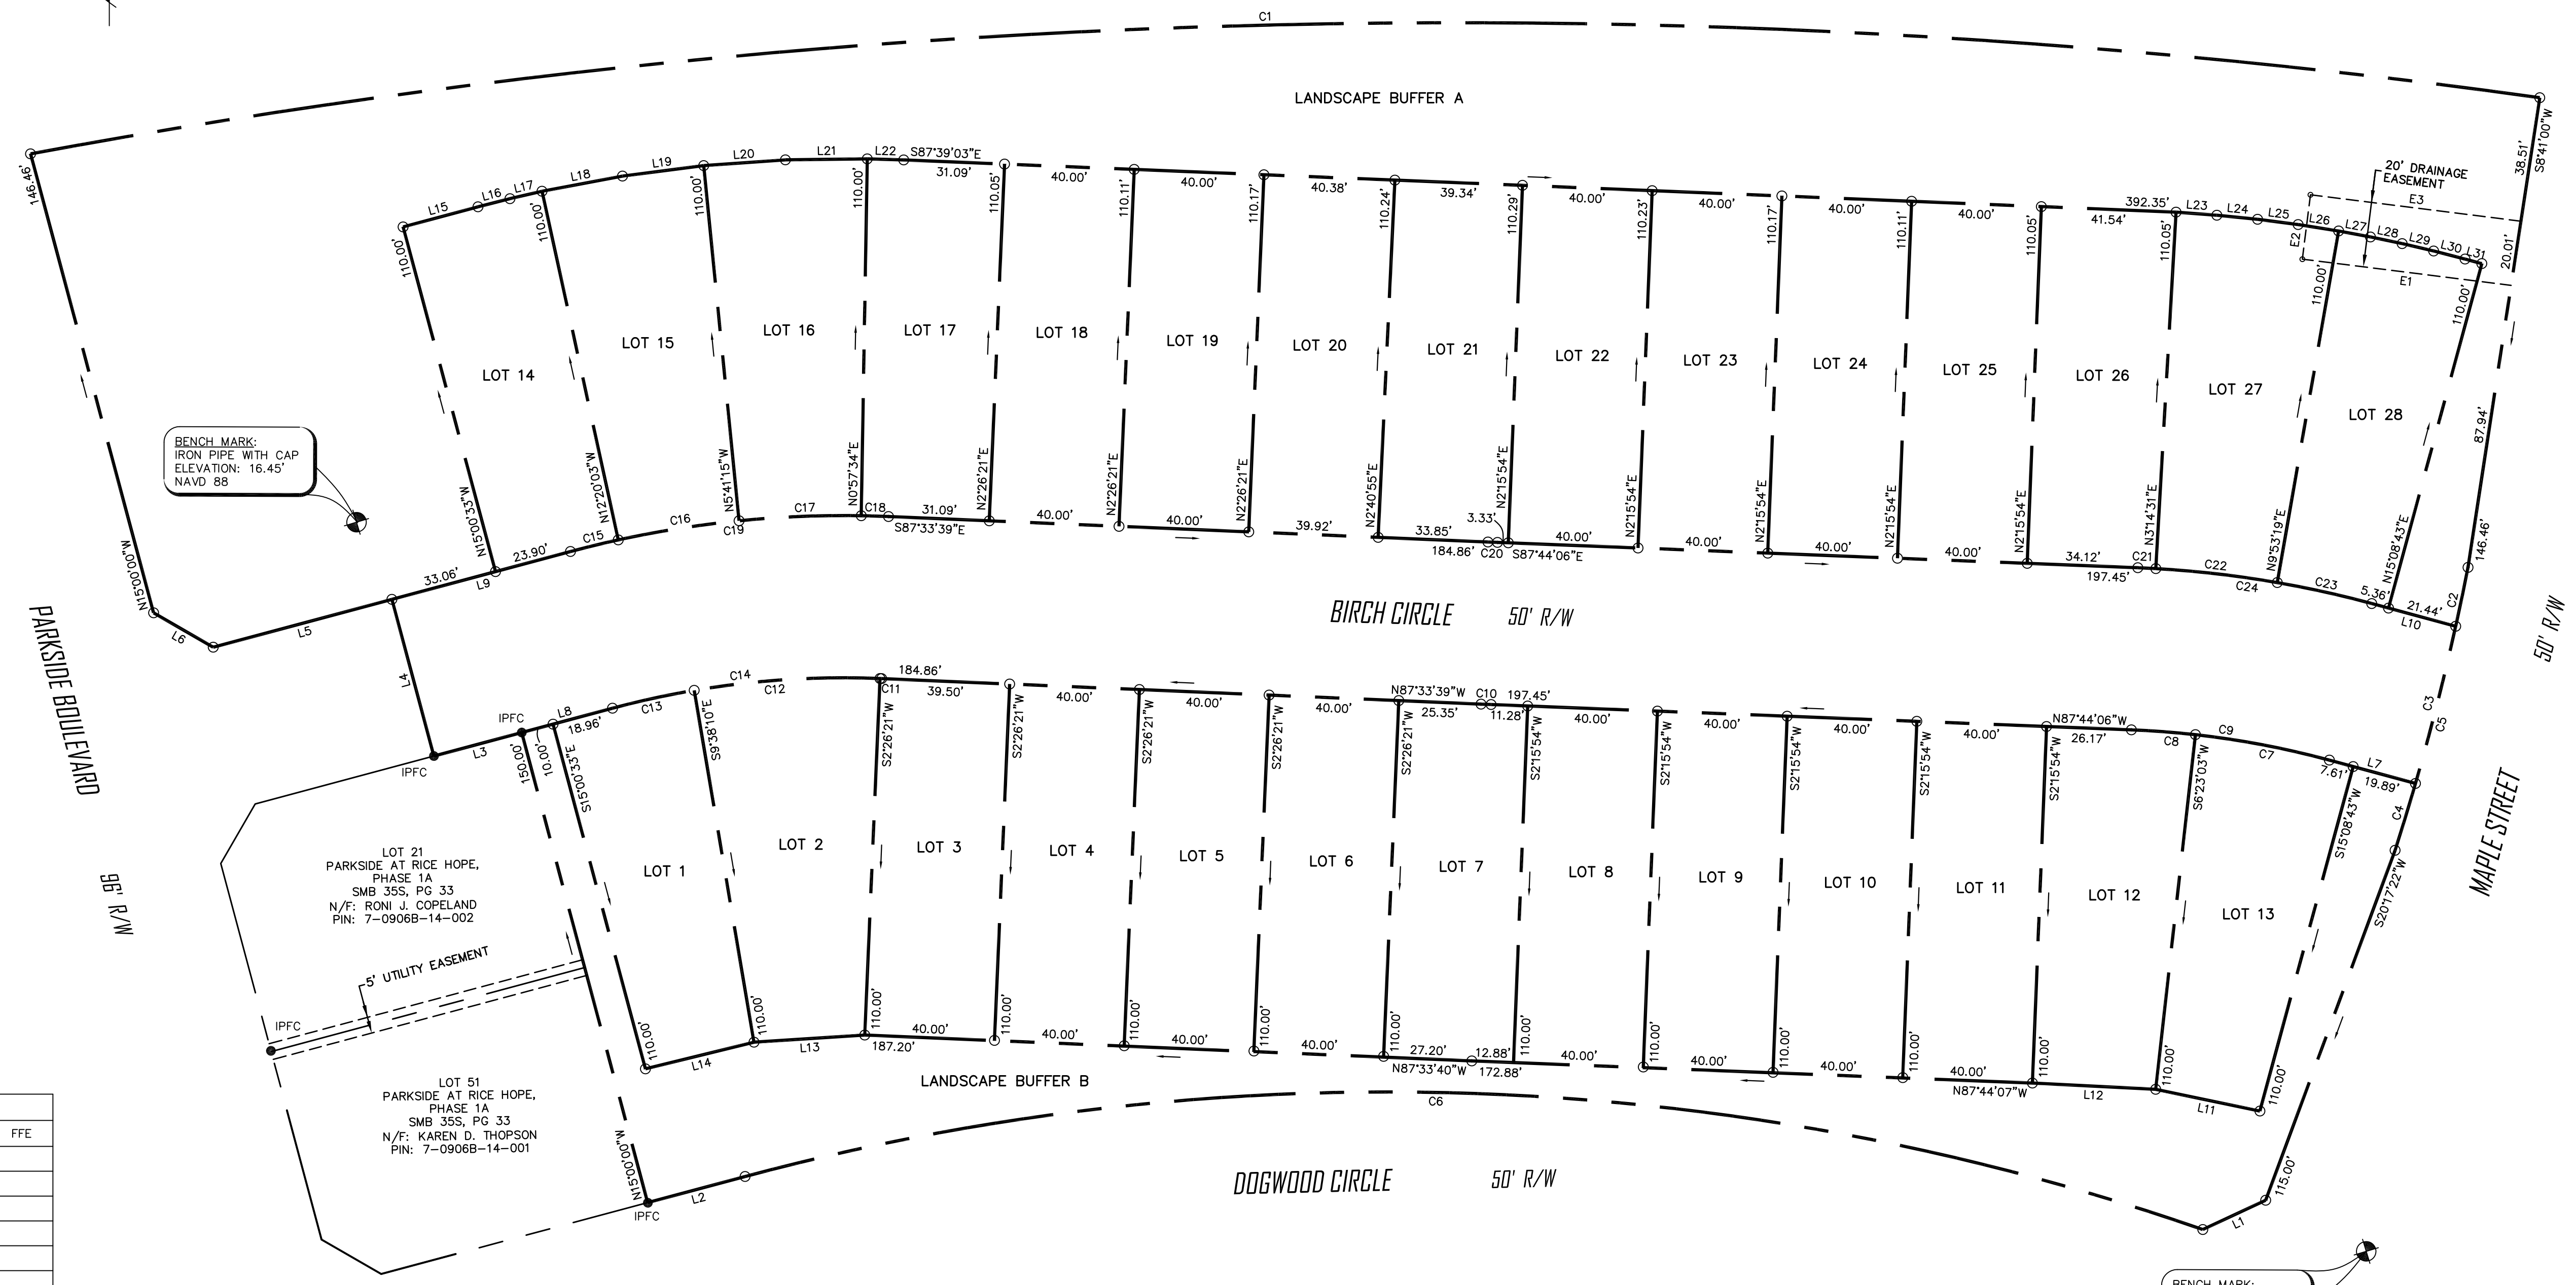 C1
LANDSCAPE BUFFER A
146.46'
N15°00'00"W
38.51'
S8°41'00"W
20' DRAINAGE
EASEMENT
E3
E2
E1
20.01'
87.94'
146.46'
L15
L16
L17
L18
L19
L20
L21
L22
S87°39'03"E
31.09'
40.00'
40.00'
40.38'
39.34'
40.00'
40.00'
40.00'
40.00'
392.35'
41.54'
L23
L24
L25
L26
L27
L28
L29
L30
L31
110.00'
110.00'
110.00'
110.00'
110.05'
110.11'
110.17'
110.24'
110.29'
110.23'
110.17'
110.11'
110.05'
110.05'
110.00'
110.00'
LOT 14
LOT 15
LOT 16
LOT 17
LOT 18
LOT 19
LOT 20
LOT 21
LOT 22
LOT 23
LOT 24
LOT 25
LOT 26
LOT 27
LOT 28
BENCH MARK:
IRON PIPE WITH CAP
ELEVATION: 16.45'
NAVD 88
N15°00'33"W
N12°20'03"W
N5°41'15"W
N0°57'34"E
N2°26'21"E
N2°26'21"E
N2°26'21"E
N2°40'55"E
N2°15'54"E
N2°15'54"E
N2°15'54"E
N2°15'54"E
N2°15'54"E
N3°14'31"E
N9°53'19"E
N15°08'43"E
L6
L5
33.06'
L9
23.90'
C15
C16
C19
C17
C18
31.09'
S87°33'39"E
40.00'
40.00'
39.92'
33.85'
184.86'
3.33'
C20
40.00'
S87°44'06"E
40.00'
40.00'
40.00'
34.12'
197.45'
C21
C22
C24
C23
5.36'
21.44'
L10
C2
PARKSIDE BOULEVARD
96' R/W
BIRCH CIRCLE 50' R/W
50' R/W
MAPLE STREET
L4
IPFC
L3
IPFC
L8
18.96'
C13
C14
C12
C11
184.86'
39.50'
40.00'
40.00'
40.00'
N87°33'39"W
25.35'
C10
197.45'
11.28'
40.00'
40.00'
40.00'
40.00'
N87°44'06"W
26.17'
C8
C9
C7
7.61'
L7
19.89'
C3
C5
C4
150.00'
10.00'
S15°00'33"E
S9°38'10"E
S2°26'21"W
S2°26'21"W
S2°26'21"W
S2°26'21"W
S2°26'21"W
S2°15'54"W
S2°15'54"W
S2°15'54"W
S2°15'54"W
S2°15'54"W
S6°23'03"W
S15°08'43"W
S20°17'22"W
LOT 1
LOT 2
LOT 3
LOT 4
LOT 5
LOT 6
LOT 7
LOT 8
LOT 9
LOT 10
LOT 11
LOT 12
LOT 13
LOT 21
PARKSIDE AT RICE HOPE,
PHASE 1A
SMB 35S, PG 33
N/F: RONI J. COPELAND
PIN: 7-0906B-14-002
5' UTILITY EASEMENT
IPFC
LOT 51
PARKSIDE AT RICE HOPE,
PHASE 1A
SMB 35S, PG 33
N/F: KAREN D. THOPSON
PIN: 7-0906B-14-001
110.00'
110.00'
110.00'
110.00'
110.00'
110.00'
110.00'
110.00'
110.00'
110.00'
110.00'
110.00'
110.00'
110.00'
L14
L13
40.00'
187.20'
40.00'
40.00'
40.00'
27.20'
N87°33'40"W
12.88'
172.88'
40.00'
40.00'
40.00'
40.00'
N87°44'07"W
L12
L11
LANDSCAPE BUFFER B
C6
N15°00'00"W
IPFC
L2
DOGWOOD CIRCLE 50' R/W
115.00'
L1
FFE
BENCH MARK: